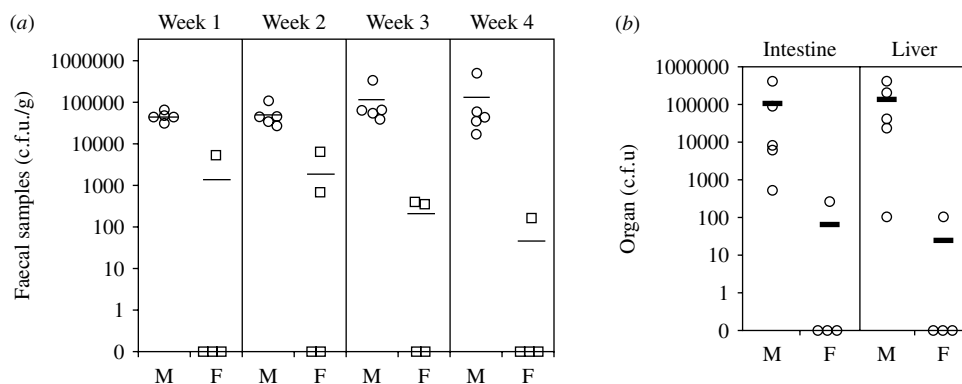 (a)
Week 1 Week 2 Week 3 Week 4
Faecal samples (c.f.u./g)
1000000
100000
10000
1000
100
10
1
0
M F M F M F M F
(b)
Intestine Liver
Organ (c.f.u)
1000000
100000
10000
1000
100
10
1
0
M F M F